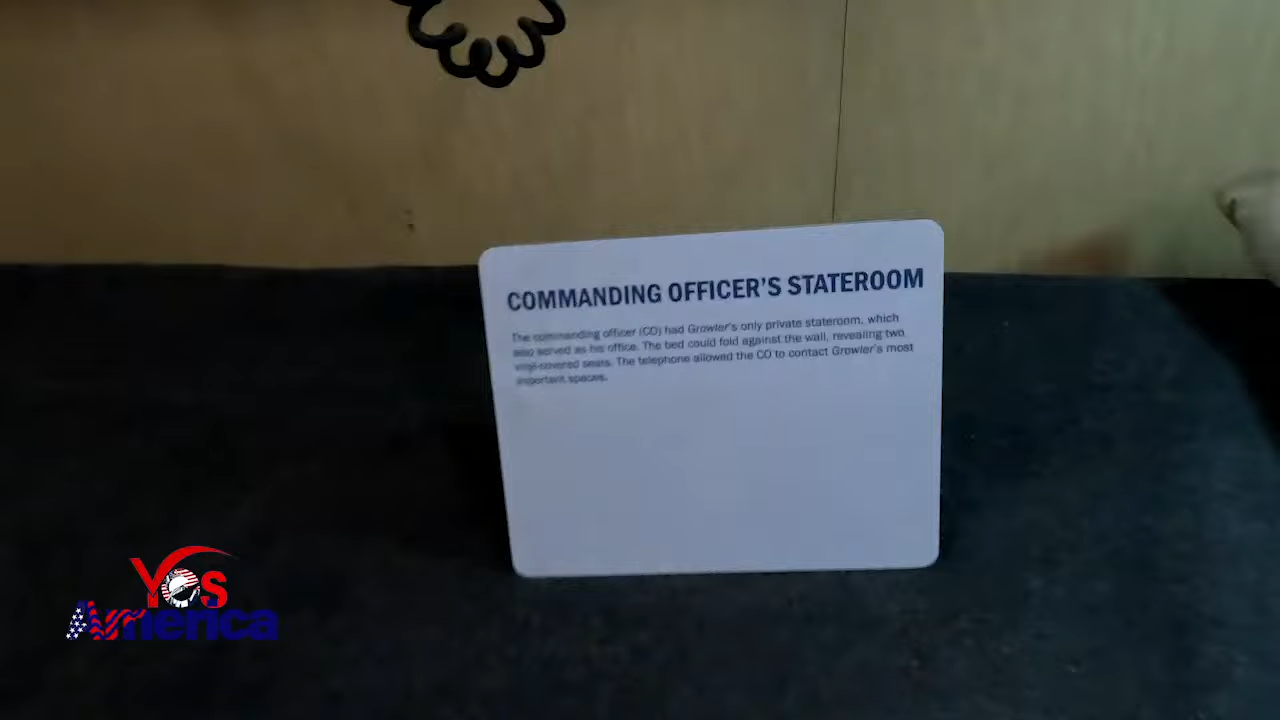 COMMANDING OFFICER'S STATEROOM
The commanding officer (CO) had Growler's only private stateroom, which
also served as his office. The bed could fold against the wall, revealing two
vinyl-covered seats. The telephone allowed the CO to contact Growler's most
important spaces.
Yes
America